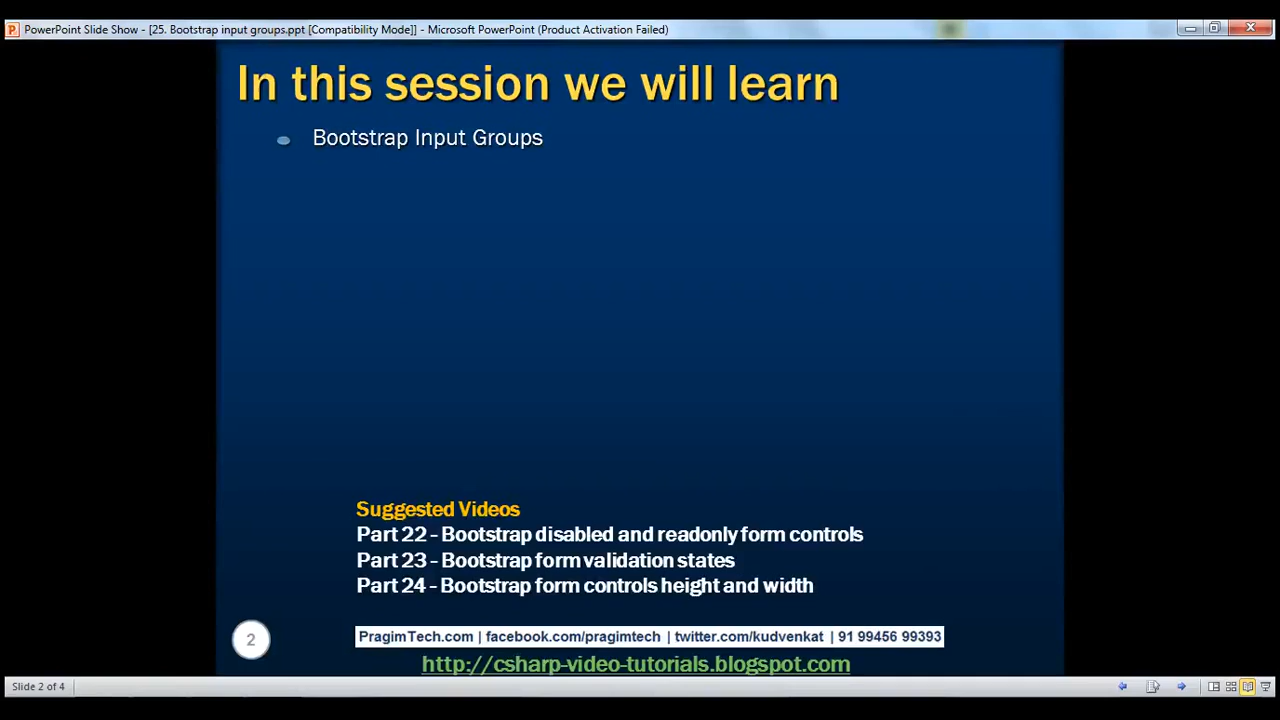 PowerPoint Slide Show - [25. Bootstrap input groups.ppt [Compatibility Mode]] - Microsoft PowerPoint (Product Activation Failed)
In this session we will learn
Bootstrap Input Groups
Suggested Videos
Part 22 - Bootstrap disabled and readonly form controls
Part 23 - Bootstrap form validation states
Part 24 - Bootstrap form controls height and width
2
PragimTech.com | facebook.com/pragimtech | twitter.com/kudvenkat | 91 99456 99393
http://csharp-video-tutorials.blogspot.com
Slide 2 of 4